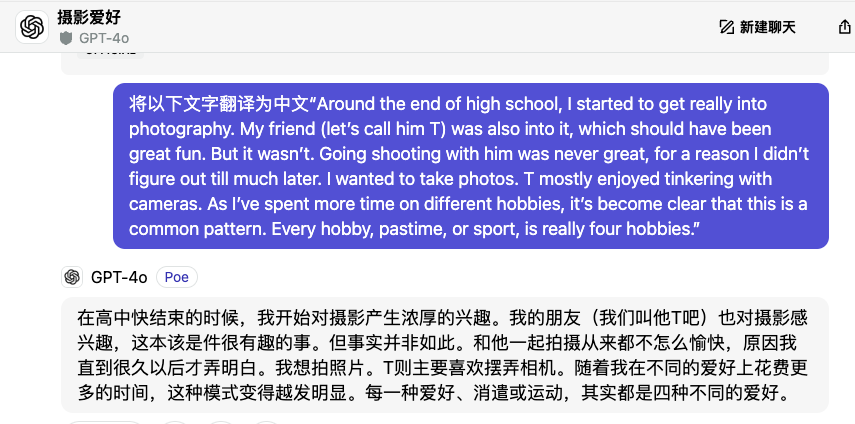 摄影爱好
GPT-4o
新建聊天
将以下文字翻译为中文“Around the end of high school, I started to get really into
photography. My friend (let’s call him T) was also into it, which should have been
great fun. But it wasn’t. Going shooting with him was never great, for a reason I didn’t
figure out till much later. I wanted to take photos. T mostly enjoyed tinkering with
cameras. As I’ve spent more time on different hobbies, it’s become clear that this is a
common pattern. Every hobby, pastime, or sport, is really four hobbies.”
GPT-4o Poe
在高中快结束的时候，我开始对摄影产生浓厚的兴趣。我的朋友（我们叫他T吧）也对摄影感
兴趣，这本该是件很有趣的事。但事实并非如此。和他一起拍摄从来都不怎么愉快，原因我
直到很久以后才弄明白。我想拍照片。T则主要喜欢摆弄相机。随着我在不同的爱好上花费更
多的时间，这种模式变得越发明显。每一种爱好、消遣或运动，其实都是四种不同的爱好。